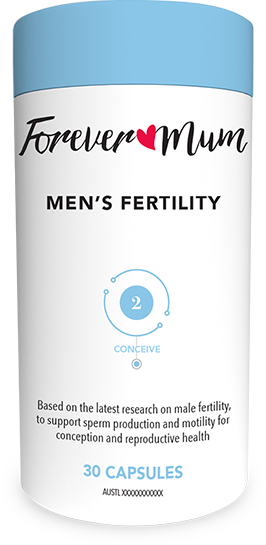 Forever Mum
MEN'S FERTILITY
2
CONCEIVE
Based on the latest research on male fertility,
to support sperm production and motility for
conception and reproductive health
30 CAPSULES
AUSTL XXXXXXXXXXX